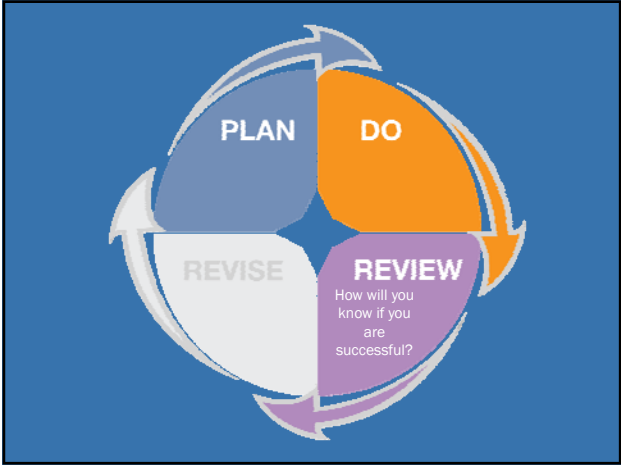 PLAN
DO
REVISE
REVIEW
How will you
know if you
are
successful?